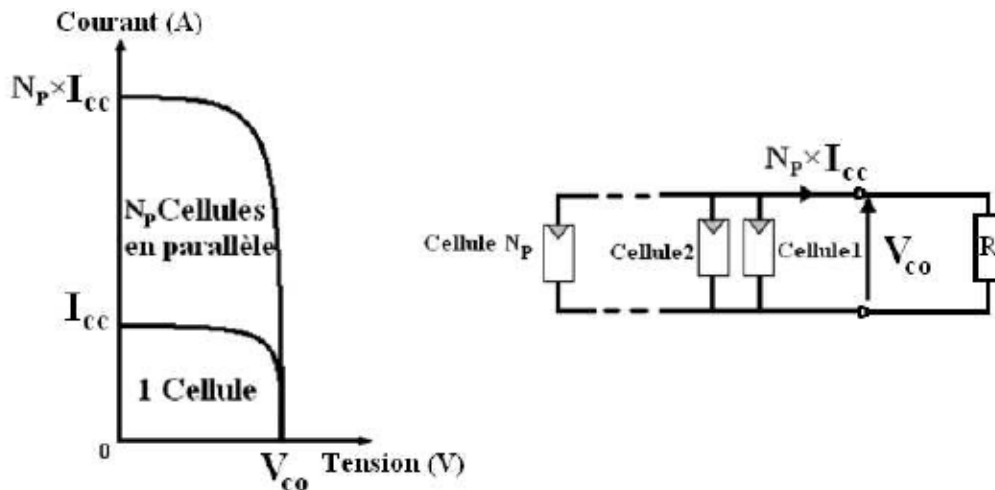 Courant (A)
N_P×I_cc
N_P Cellules
en parallèle
I_cc
1 Cellule
0
V_co
Tension (V)
N_P×I_cc
Cellule N_P
Cellule2
Cellule1
V_co
R